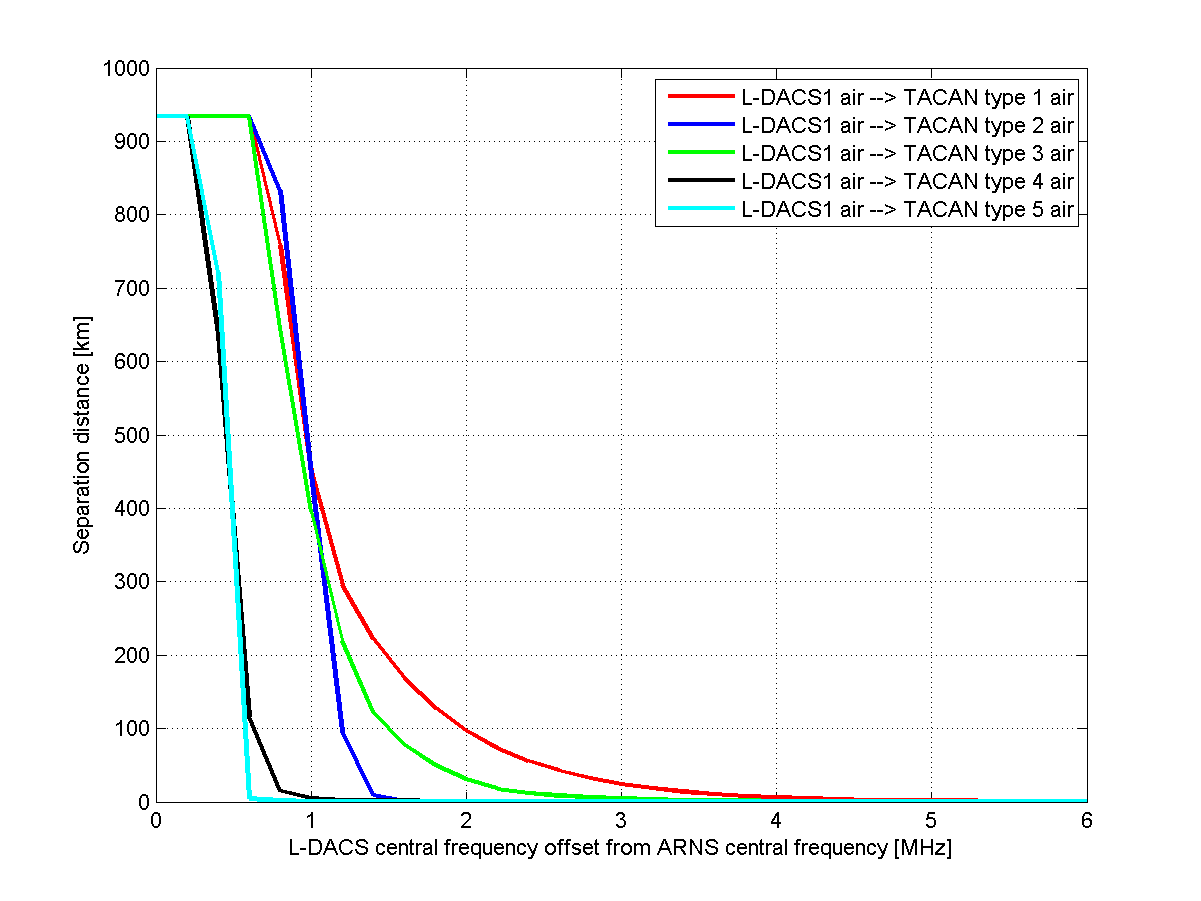 1000
900
800
700
600
500
400
300
200
100
0
Separation distance [km]
L-DACS1 air --> TACAN type 1 air
L-DACS1 air --> TACAN type 2 air
L-DACS1 air --> TACAN type 3 air
L-DACS1 air --> TACAN type 4 air
L-DACS1 air --> TACAN type 5 air
0 1 2 3 4 5 6
L-DACS central frequency offset from ARNS central frequency [MHz]